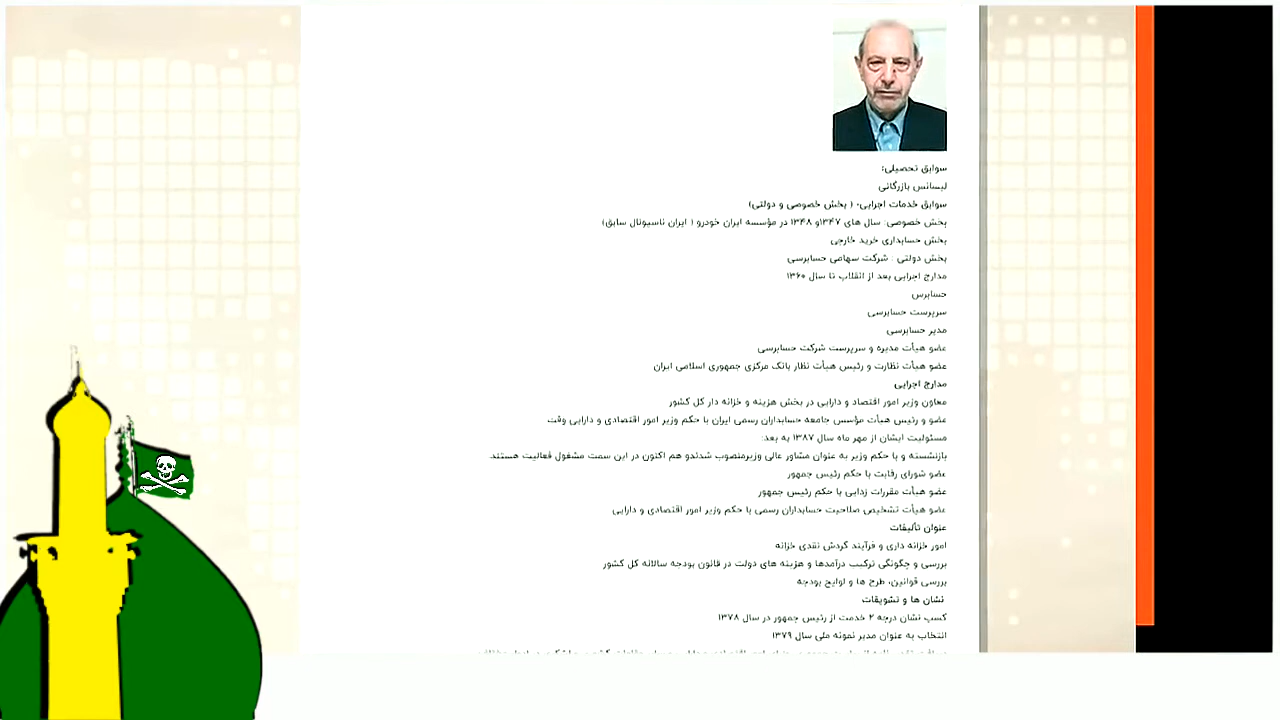 سوابق تحصیلی:
لیسانس بازرگانی
سوابق خدمات اجرایی- ( بخش خصوصی و دولتی)
بخش خصوصی: سال های ۱۳۴۷و ۱۳۴۸ در مؤسسه ایران خودرو ( ایران ناسیونال سابق)
بخش حسابداری خرید خارجی
بخش دولتی : شرکت سهامی حسابرسی
مدارج اجرایی بعد از انقلاب تا سال ۱۳۶۰
حسابرس
سرپرست حسابرسی
مدیر حسابرسی
عضو هیأت مدیره و سرپرست شرکت حسابرسی
عضو هیأت نظارت و رئیس هیأت نظار بانک مرکزی جمهوری اسلامی ایران
مدارج اجرایی
معاون وزیر امور اقتصاد و دارایی در بخش هزینه و خزانه دار کل کشور
عضو و رئیس هیأت مؤسس جامعه حسابداران رسمی ایران با حکم وزیر امور اقتصادی و دارایی وقت
مسئولیت ایشان از مهر ماه سال ۱۳۸۷ به بعد:
بازنشسته و با حکم وزیر به عنوان مشاور عالی وزیرمنصوب شدندو هم اکنون در این سمت مشغول فعالیت هستند.
عضو شورای رقابت با حکم رئیس جمهور
عضو هیأت مقررات زدایی با حکم رئیس جمهور
عضو هیأت تشخیص صلاحیت حسابداران رسمی با حکم وزیر امور اقتصادی و دارایی
عنوان تألیفات
امور خزانه داری و فرآیند گردش نقدی خزانه
بررسی و چگونگی ترکیب درآمدها و هزینه های دولت در قانون بودجه سالانه کل کشور
بررسی قوانین، طرح ها و لوایح بودجه
نشان ها و تشویقات
کسب نشان درجه ۲ خدمت از رئیس جمهور در سال ۱۳۷۸
انتخاب به عنوان مدیر نمونه ملی سال ۱۳۷۹